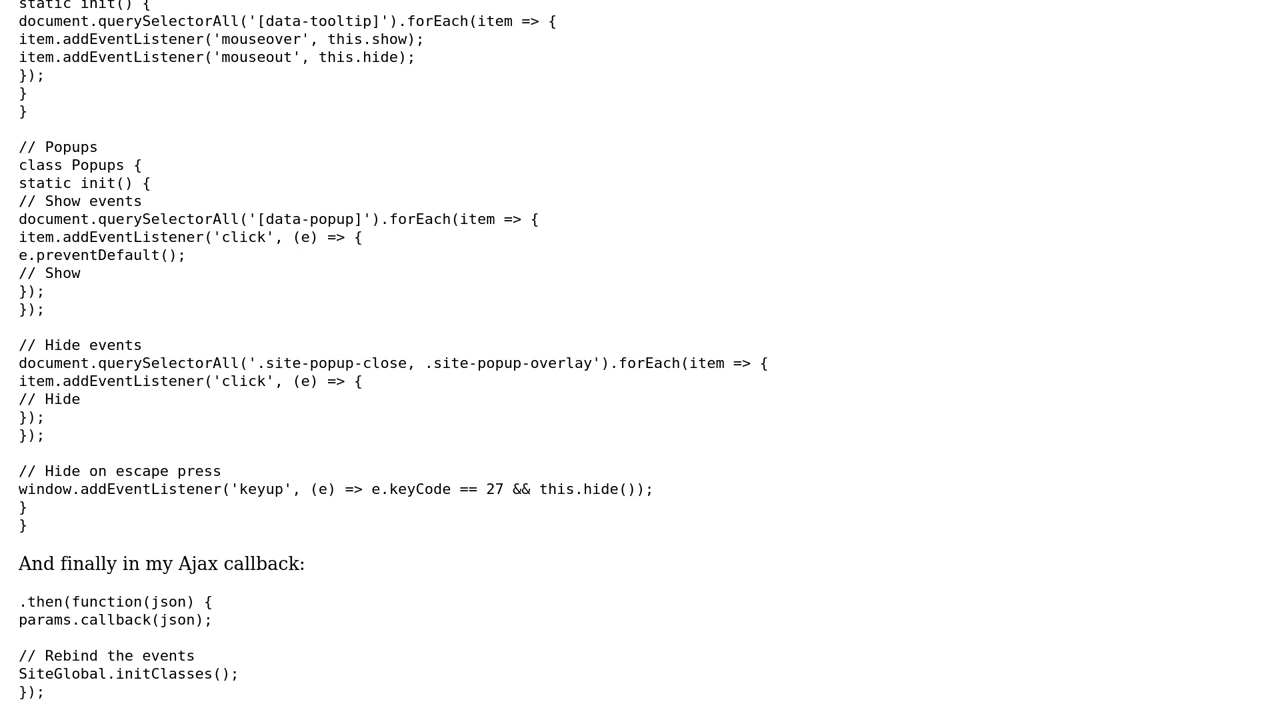 static init() {
document.querySelectorAll('[data-tooltip]').forEach(item => {
item.addEventListener('mouseover', this.show);
item.addEventListener('mouseout', this.hide);
});
}
}
// Popups
class Popups {
static init() {
// Show events
document.querySelectorAll('[data-popup]').forEach(item => {
item.addEventListener('click', (e) => {
e.preventDefault();
// Show
});
});
// Hide events
document.querySelectorAll('.site-popup-close, .site-popup-overlay').forEach(item => {
item.addEventListener('click', (e) => {
// Hide
});
});
// Hide on escape press
window.addEventListener('keyup', (e) => e.keyCode == 27 && this.hide());
}
}
And finally in my Ajax callback:
.then(function(json) {
params.callback(json);
// Rebind the events
SiteGlobal.initClasses();
});